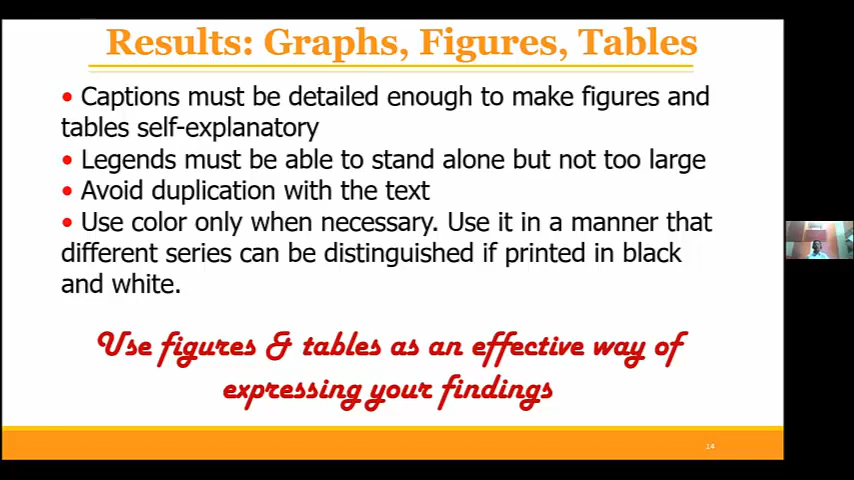 Results: Graphs, Figures, Tables
• Captions must be detailed enough to make figures and
tables self-explanatory
• Legends must be able to stand alone but not too large
• Avoid duplication with the text
• Use color only when necessary. Use it in a manner that
different series can be distinguished if printed in black
and white.
Use figures & tables as an effective way of
expressing your findings
14